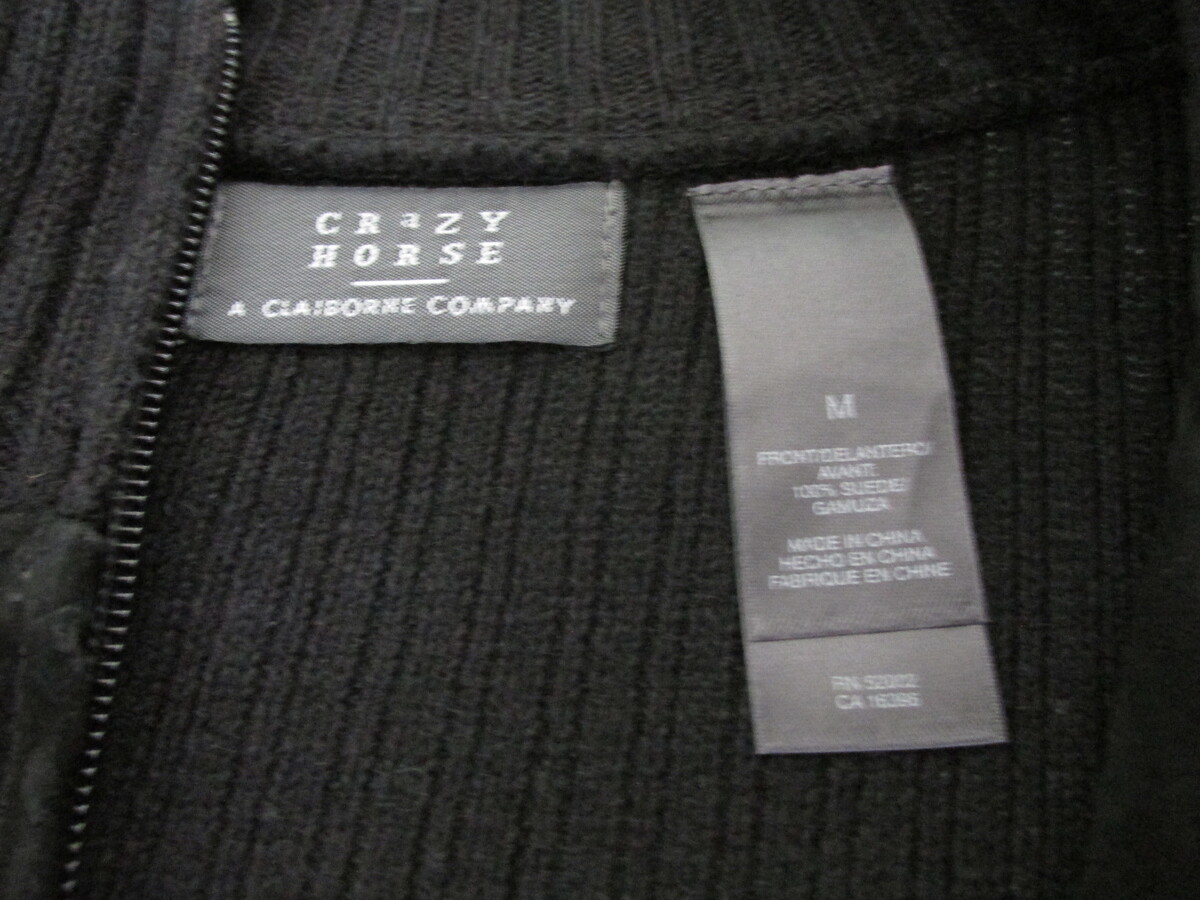 CRaZY
HORSE
A CLAIBORNE COMPANY
M
FRONT/DELANTERO/
AVANT:
100% SUEDE/
GAMUZA
MADE IN CHINA
HECHO EN CHINA
FABRIQUE EN CHINE
RN 52002
CA 16396